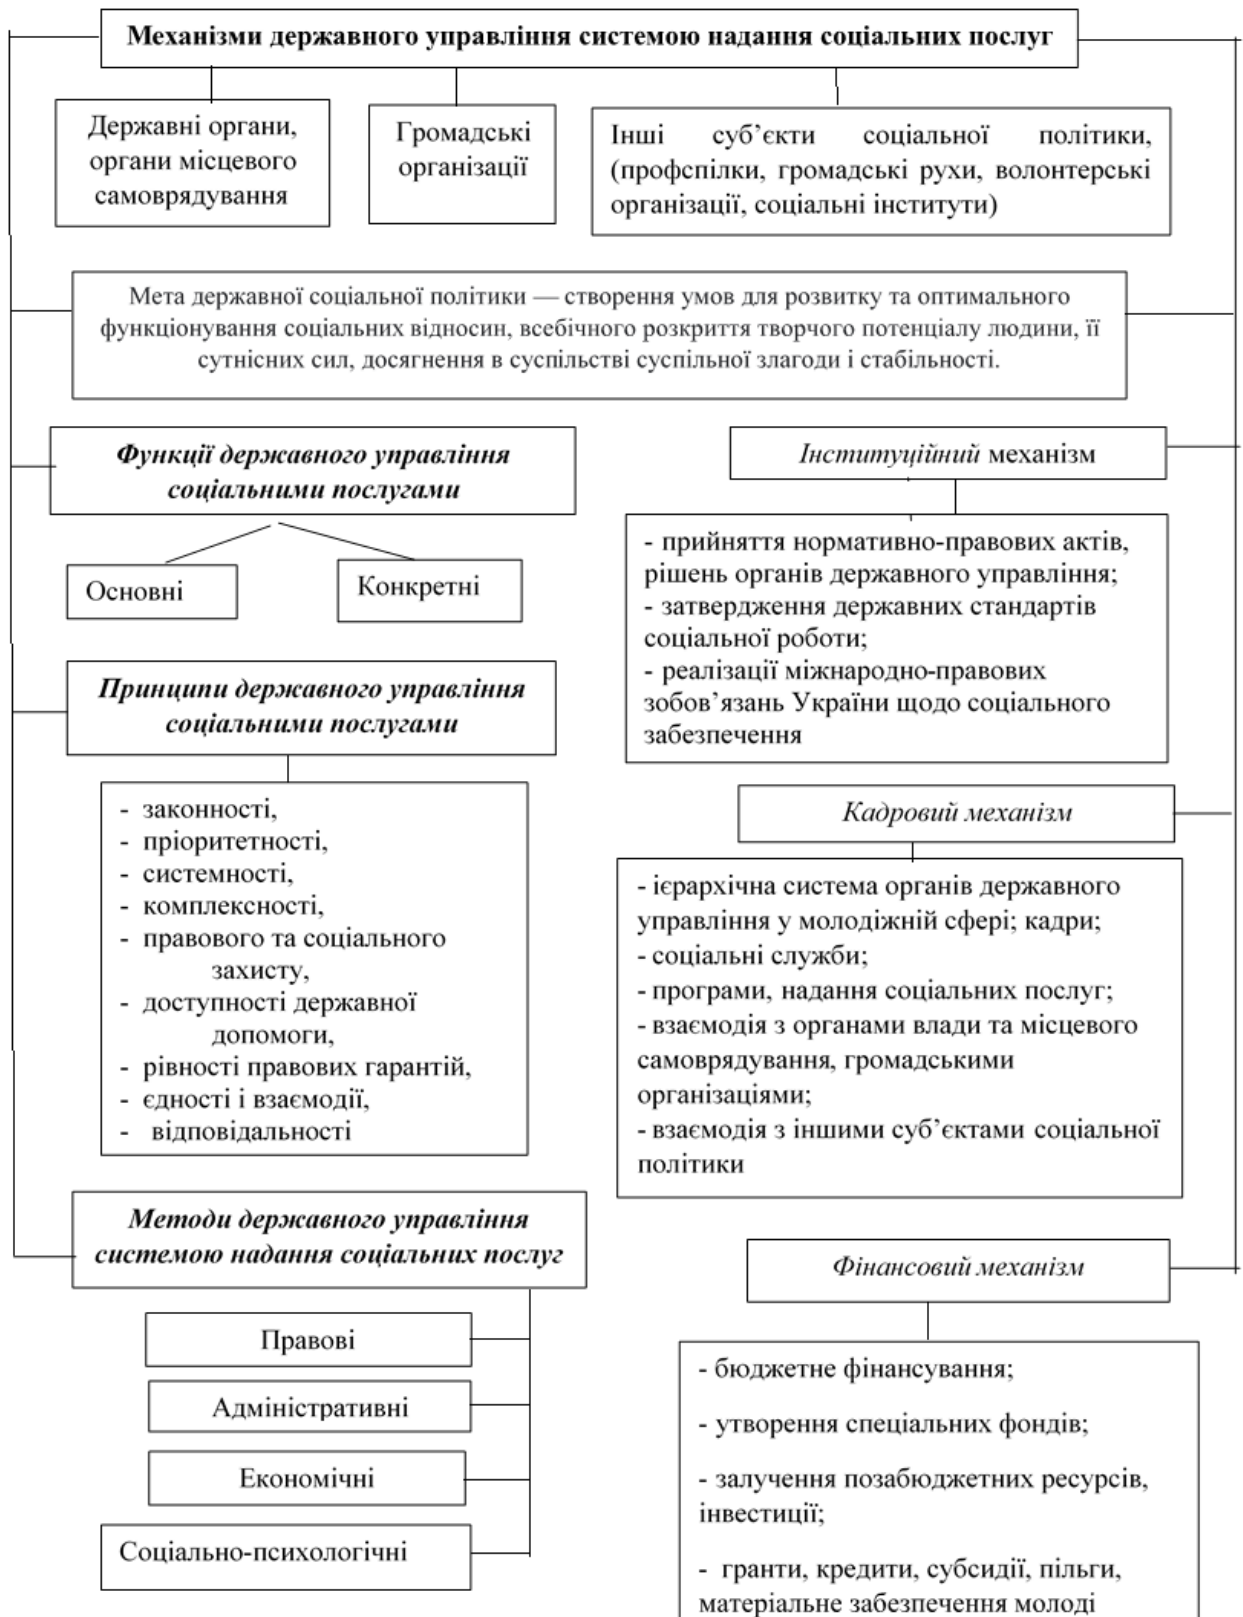 Механізми державного управління системою надання соціальних послуг
Державні органи,
органи місцевого
самоврядування
Громадські
організації
Інші суб’єкти соціальної політики,
(профспілки, громадські рухи, волонтерські
організації, соціальні інститути)
Мета державної соціальної політики — створення умов для розвитку та оптимального
функціонування соціальних відносин, всебічного розкриття творчого потенціалу людини, її
сутнісних сил, досягнення в суспільстві суспільної злагоди і стабільності.
Функції державного управління
соціальними послугами
Основні
Конкретні
Принципи державного управління
соціальними послугами
- законності,
- пріоритетності,
- системності,
- комплексності,
- правового та соціального
захисту,
- доступності державної
допомоги,
- рівності правових гарантій,
- єдності і взаємодії,
- відповідальності
Методи державного управління
системою надання соціальних послуг
Правові
Адміністративні
Економічні
Соціально-психологічні
Інституційний механізм
- прийняття нормативно-правових актів,
рішень органів державного управління;
- затвердження державних стандартів
соціальної роботи;
- реалізації міжнародно-правових
зобов’язань України щодо соціального
забезпечення
Кадровий механізм
- ієрархічна система органів державного
управління у молодіжній сфері; кадри;
- соціальні служби;
- програми, надання соціальних послуг;
- взаємодія з органами влади та місцевого
самоврядування, громадськими
організаціями;
- взаємодія з іншими суб’єктами соціальної
політики
Фінансовий механізм
- бюджетне фінансування;
- утворення спеціальних фондів;
- залучення позабюджетних ресурсів,
інвестиції;
- гранти, кредити, субсидії, пільги,
матеріальне забезпечення молоді